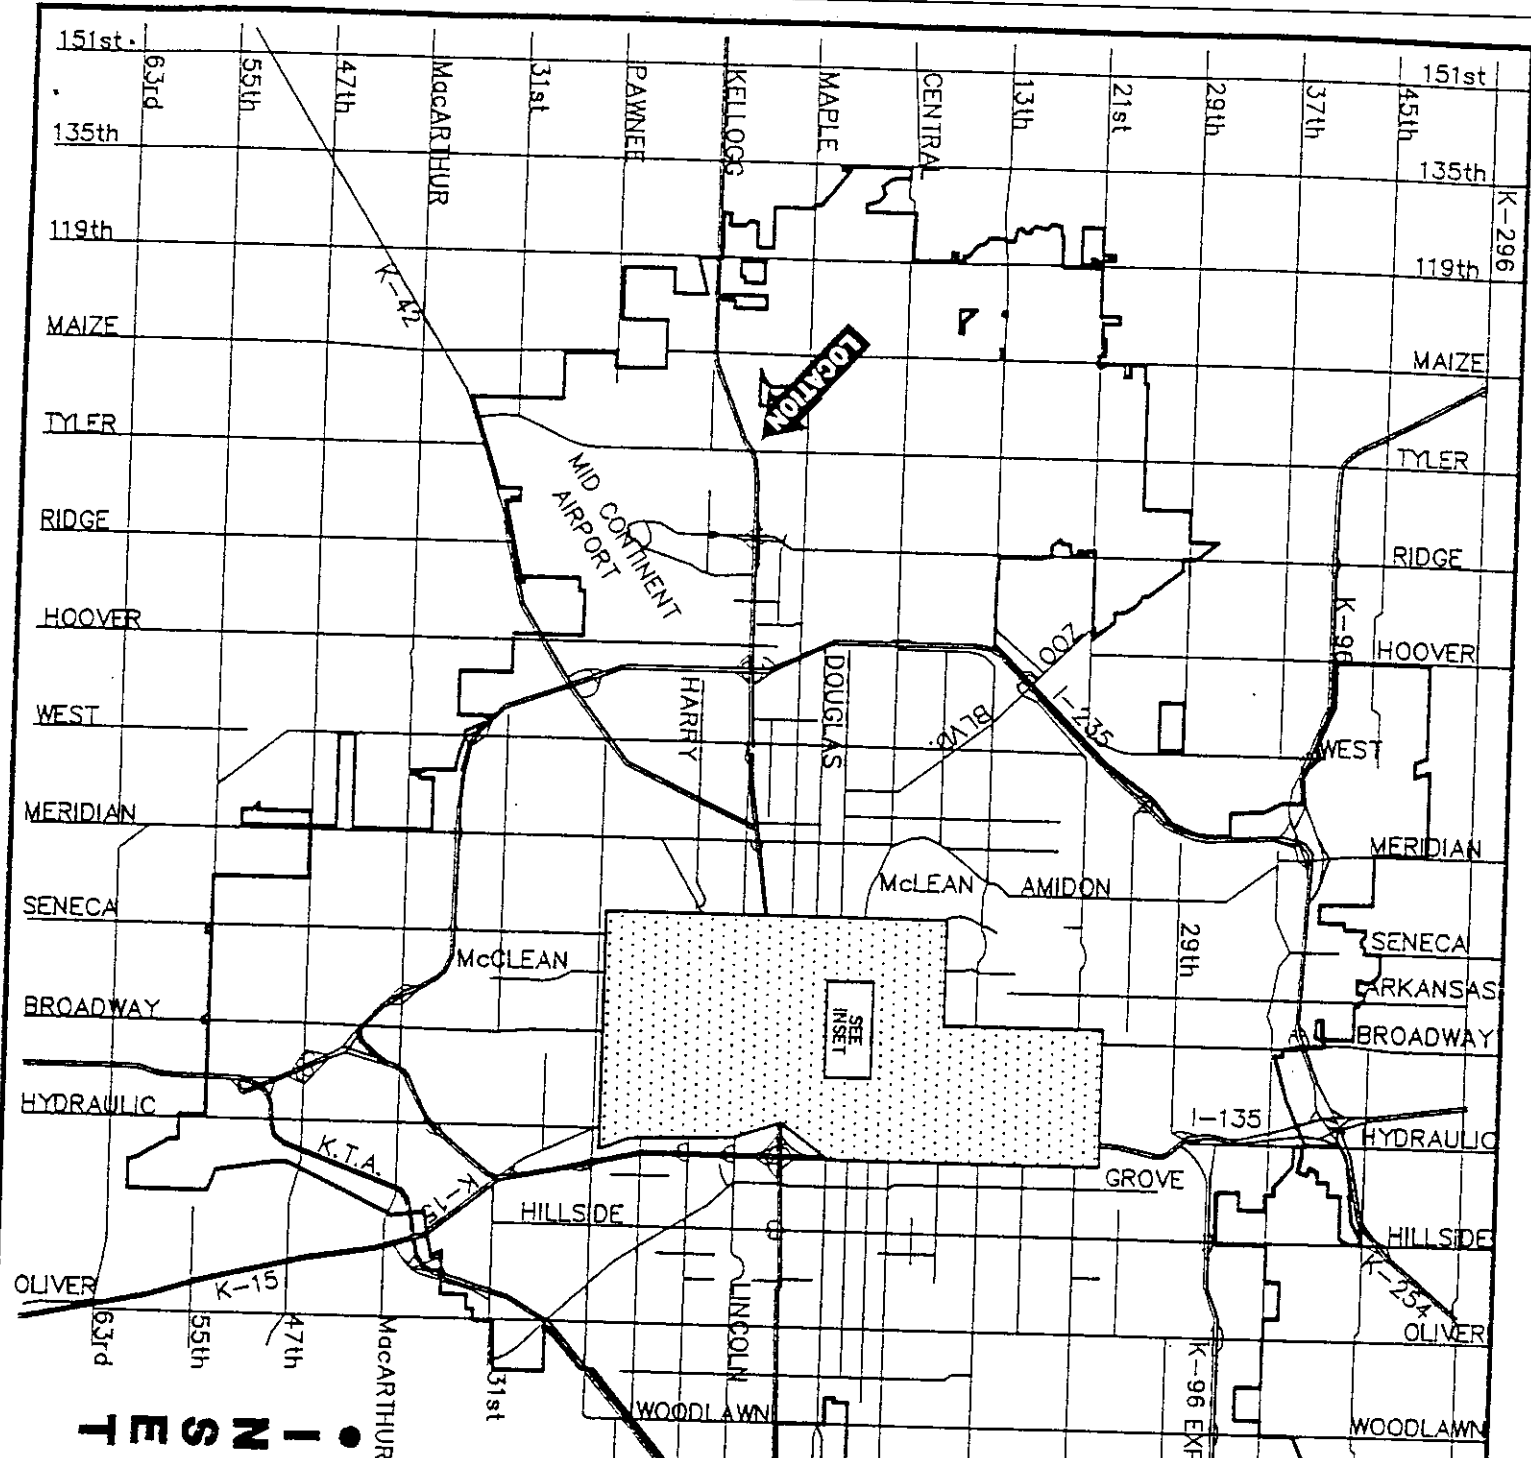 151st
63rd
55th
47th
MacARTHUR
31st
PAWNEE
KELLOGG
MAPLE
CENTRAL
13th
21st
29th
37th
45th
151st
135th
135th
K-296
119th
119th
K-42
MAIZE
MAIZE
LOCATION
TYLER
TYLER
MID CONTINENT
AIRPORT
RIDGE
RIDGE
HOOVER
K-96
HOOVER
ZOO
BLVD.
I-235
HARRY
DOUGLAS
WEST
WEST
MERIDIAN
MERIDIAN
McLEAN
AMIDON
SENECA
29th
SENECA
McCLEAN
ARKANSAS
SEE
INSET
BROADWAY
BROADWAY
HYDRAULIC
I-135
HYDRAULIC
K.T.A.
K-15
GROVE
HILLSIDE
HILLSIDE
OLIVER
K-15
K-254
OLIVER
63rd
55th
47th
MacARTHUR
31st
LINCOLN
K-96 EXP
WOODLAWN
WOODLAWN
• INSET